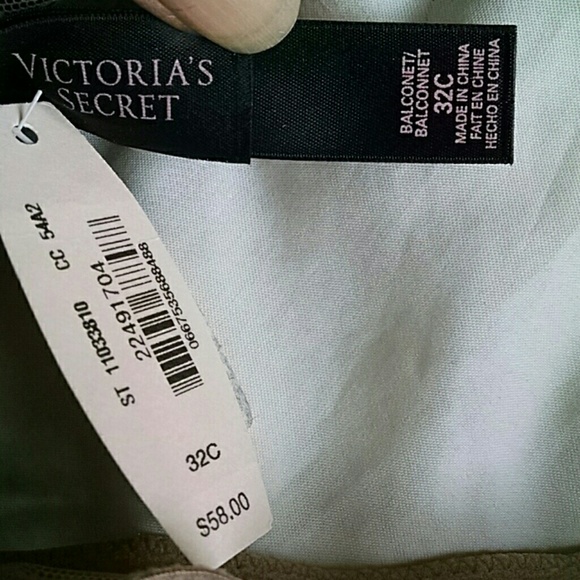 VICTORIA'S
SECRET
BALCONET/
BALCONNET
32C
MADE IN CHINA
FAIT EN CHINE
HECHO EN CHINA
ST 11033810 CC 54A2
22491704
0667535688488
32C
$58.00